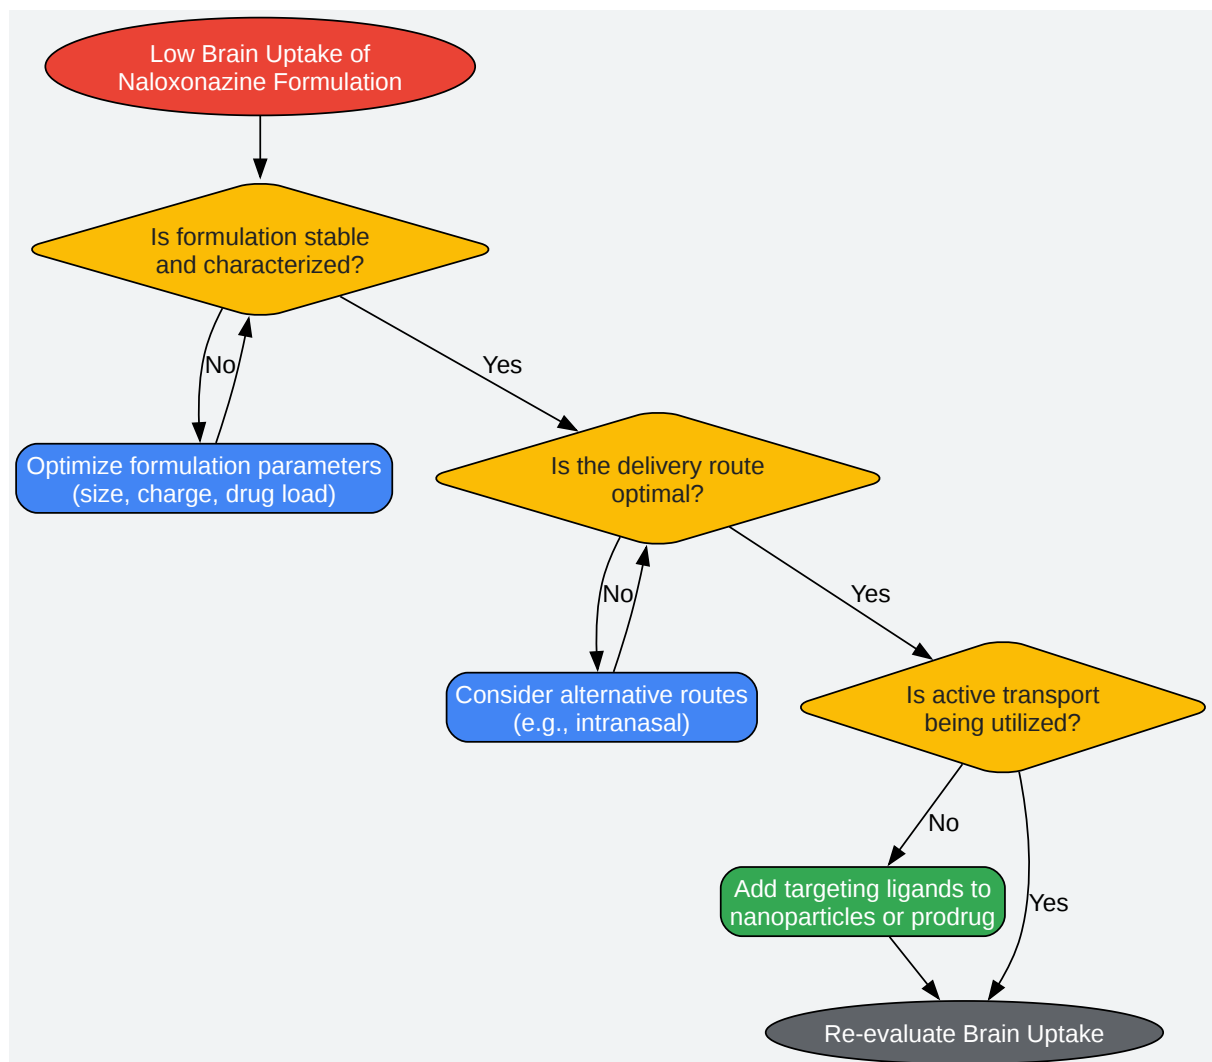 Low Brain Uptake of
Naloxonazine Formulation
Is formulation stable
and characterized?
No
Yes
Optimize formulation parameters
(size, charge, drug load)
Is the delivery route
optimal?
No
Yes
Consider alternative routes
(e.g., intranasal)
Is active transport
being utilized?
No
Add targeting ligands to
nanoparticles or prodrug
Yes
Re-evaluate Brain Uptake